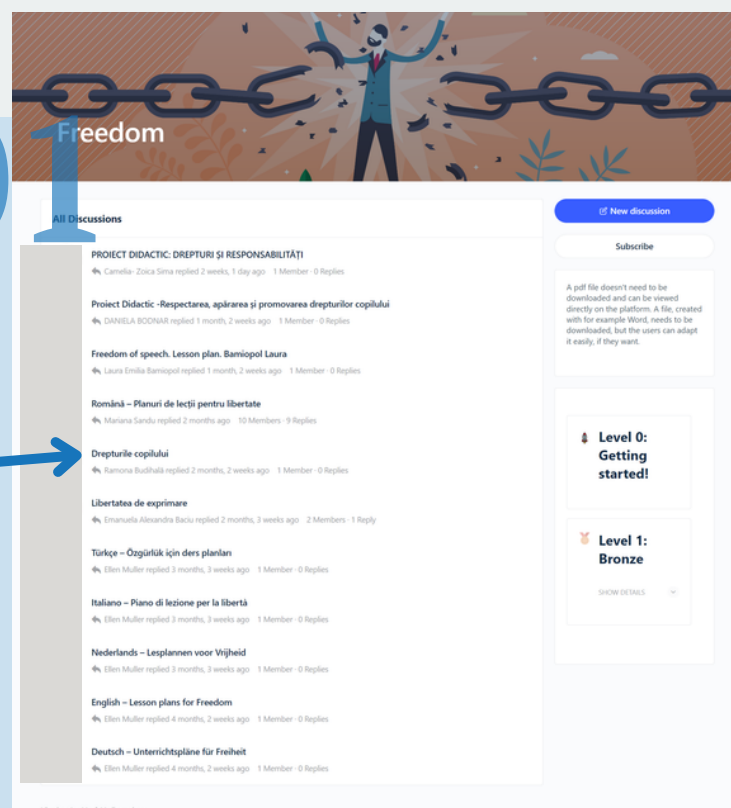 1
Freedom
All Discussions
PROIECT DIDACTIC: DREPTURI ȘI RESPONSABILITĂȚI
Camelia- Zoica Sima replied 2 weeks, 1 day ago 1 Member · 0 Replies
Proiect Didactic -Respectarea, apărarea și promovarea drepturilor copilului
DANIELA BODNAR replied 1 month, 2 weeks ago 1 Member · 0 Replies
Freedom of speech. Lesson plan. Bamiopol Laura
Laura Emilia Bamiopol replied 1 month, 2 weeks ago 1 Member · 0 Replies
Română – Planuri de lecții pentru libertate
Mariana Sandu replied 2 months ago 10 Members · 9 Replies
Drepturile copilului
Ramona Budihală replied 2 months, 2 weeks ago 1 Member · 0 Replies
Libertatea de exprimare
Emanuela Alexandra Baciu replied 2 months, 3 weeks ago 2 Members · 1 Reply
Türkçe – Özgürlük için ders planları
Ellen Muller replied 3 months, 3 weeks ago 1 Member · 0 Replies
Italiano – Piano di lezione per la libertà
Ellen Muller replied 3 months, 3 weeks ago 1 Member · 0 Replies
Nederlands – Lesplannen voor Vrijheid
Ellen Muller replied 3 months, 3 weeks ago 1 Member · 0 Replies
English – Lesson plans for Freedom
Ellen Muller replied 4 months, 2 weeks ago 1 Member · 0 Replies
Deutsch – Unterrichtspläne für Freiheit
Ellen Muller replied 4 months, 2 weeks ago 1 Member · 0 Replies
New discussion
Subscribe
A pdf file doesn't need to be
downloaded and can be viewed
directly on the platform. A file, created
with for example Word, needs to be
downloaded, but the users can adapt
it easily, if they want.
Level 0:
Getting
started!
Level 1:
Bronze
SHOW DETAILS